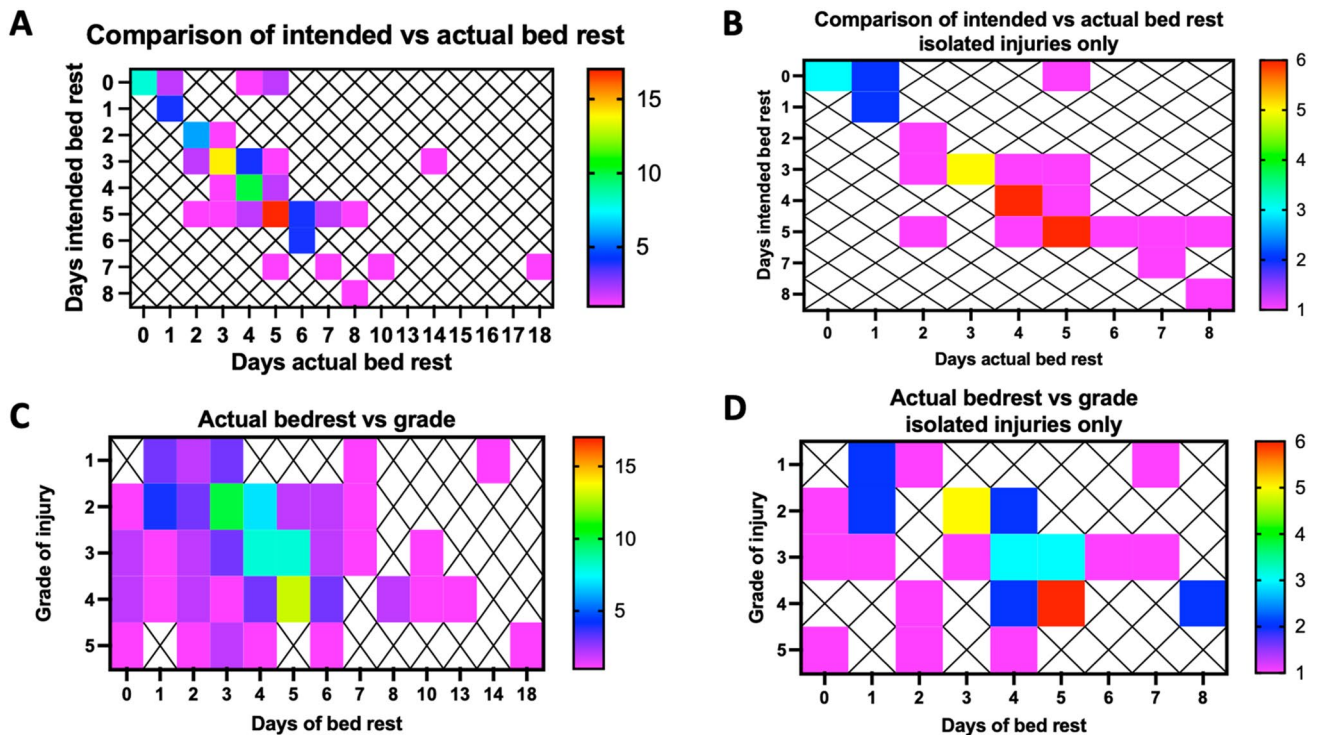 A
Comparison of intended vs actual bed rest
Days intended bed rest
0
1
2
3
4
5
6
7
8
0 1 2 3 4 5 6 7 8 10 13 14 15 16 17 18
Days actual bed rest
15
10
5
B
Comparison of intended vs actual bed rest
isolated injuries only
Days intended bed rest
0
1
2
3
4
5
7
8
0 1 2 3 4 5 6 7 8
Days actual bed rest
6
5
4
3
2
1
C
Actual bedrest vs grade
Grade of injury
1
2
3
4
5
0 1 2 3 4 5 6 7 8 10 13 14 18
Days of bed rest
15
10
5
D
Actual bedrest vs grade
isolated injuries only
Grade of injury
1
2
3
4
5
0 1 2 3 4 5 6 7 8
Days of bed rest
6
5
4
3
2
1